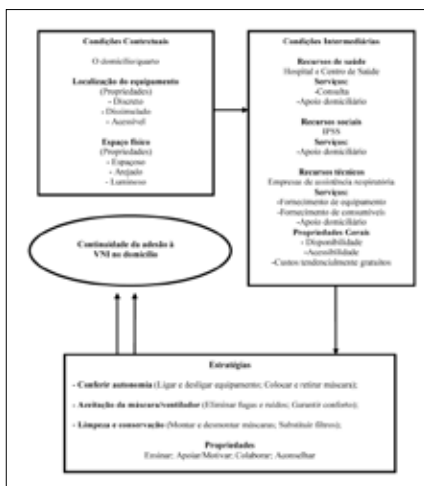 Condições Contextuais
O domicílio/quarto
Localização do equipamento
(Propriedades)
- Discreto
- Dissimulado
- Acessível
Espaço físico
(Propriedades)
- Espaçoso
- Arejado
- Luminoso
Condições Intermediárias
Recursos de saúde
Hospital e Centro de Saúde
Serviços:
-Consulta
-Apoio domiciliário
Recursos sociais
IPSS
Serviços:
-Apoio domiciliário
Recursos técnicos
Empresas de assistência respiratória
Serviços:
-Fornecimento de equipamento
-Fornecimento de consumíveis
-Apoio domiciliário
Propriedades Gerais
- Disponibilidade
-Acessibilidade
-Custos tendencialmente gratuitos
Continuidade da adesão à
VNI no domicílio
Estratégias
- Conferir autonomia (Ligar e desligar equipamento; Colocar e retirar máscara);
- Aceitação da máscara/ventilador (Eliminar fugas e ruídos; Garantir conforto);
- Limpeza e conservação (Montar e desmontar máscaras; Substituir filtros);
Propriedades
Ensinar; Apoiar/Motivar; Colaborar; Aconselhar